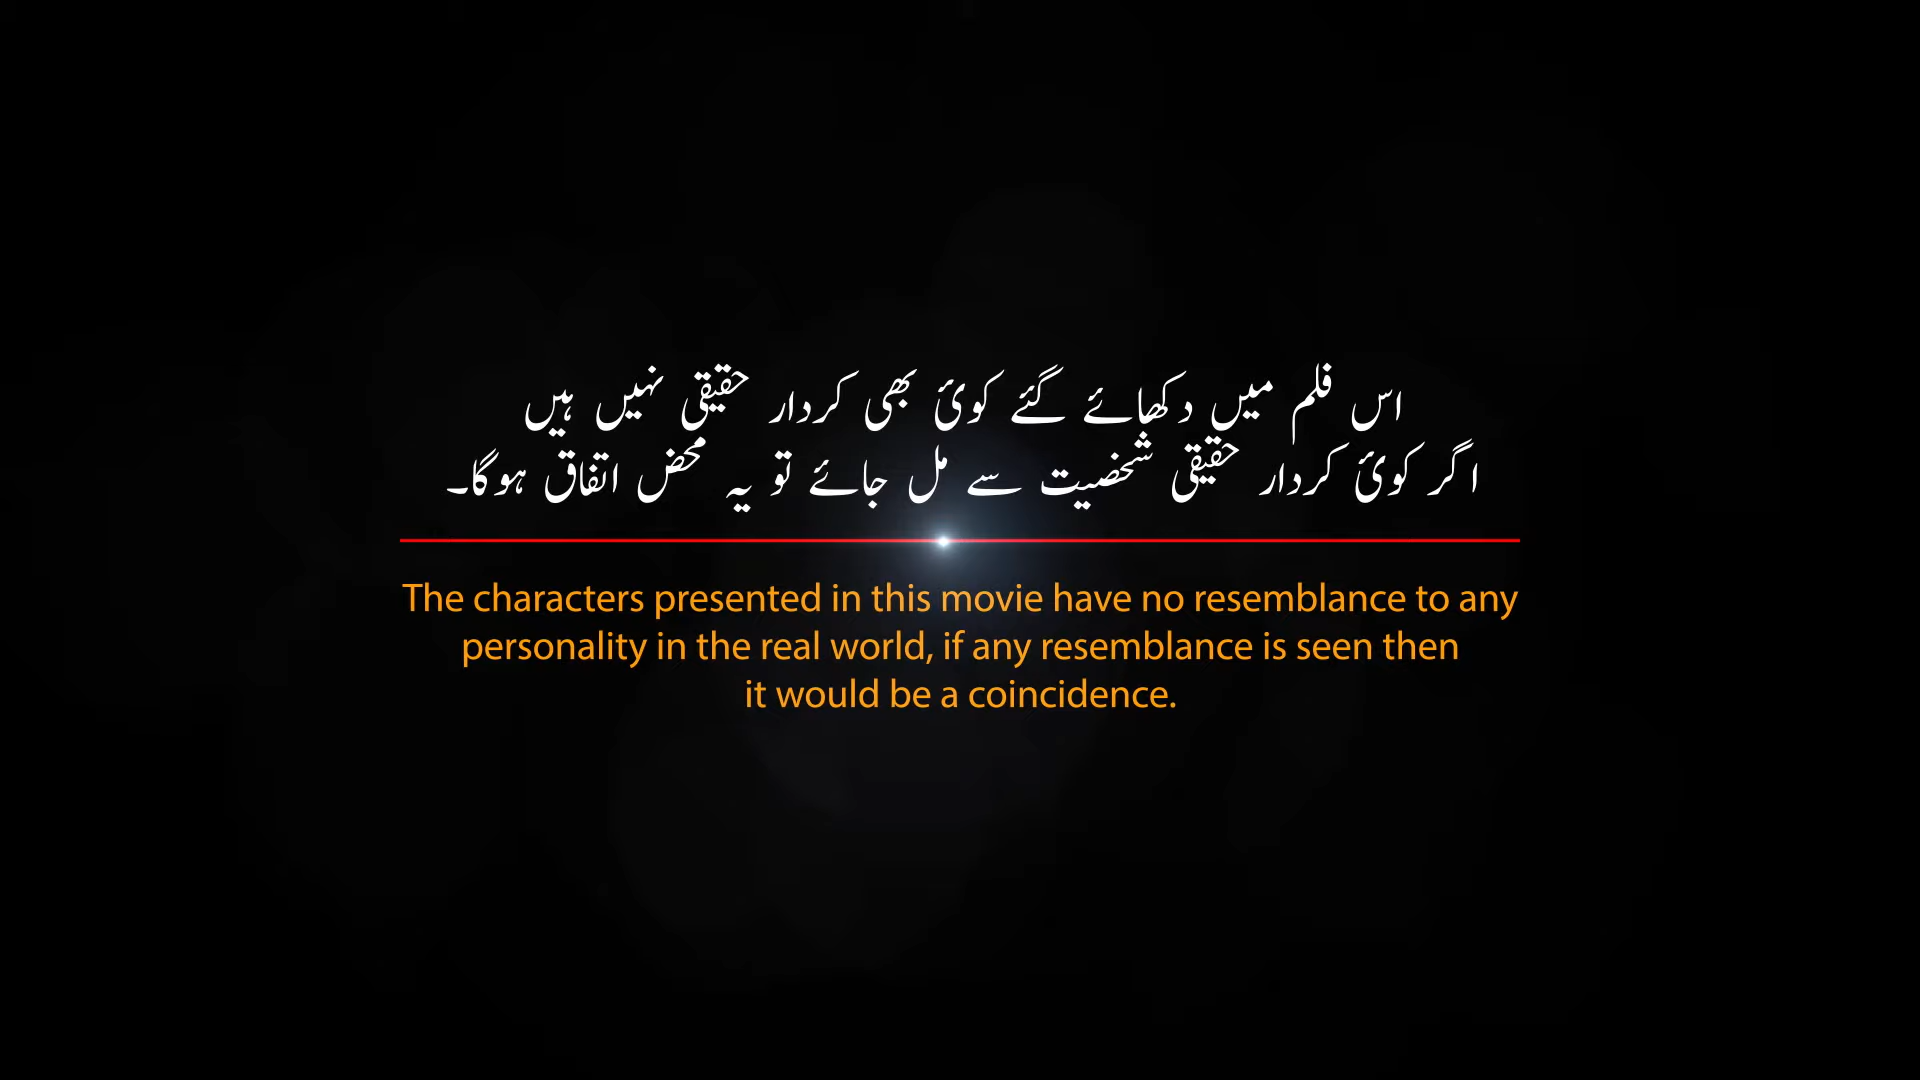 اس فلم میں دکھائے گئے کوئ بھی کردار حقیقی نہیں ہیں
اگر کوئ کردار حقیقی شخصیت سے مل جائے تو یہ محض اتفاق ہوگا۔
The characters presented in this movie have no resemblance to any
personality in the real world, if any resemblance is seen then
it would be a coincidence.